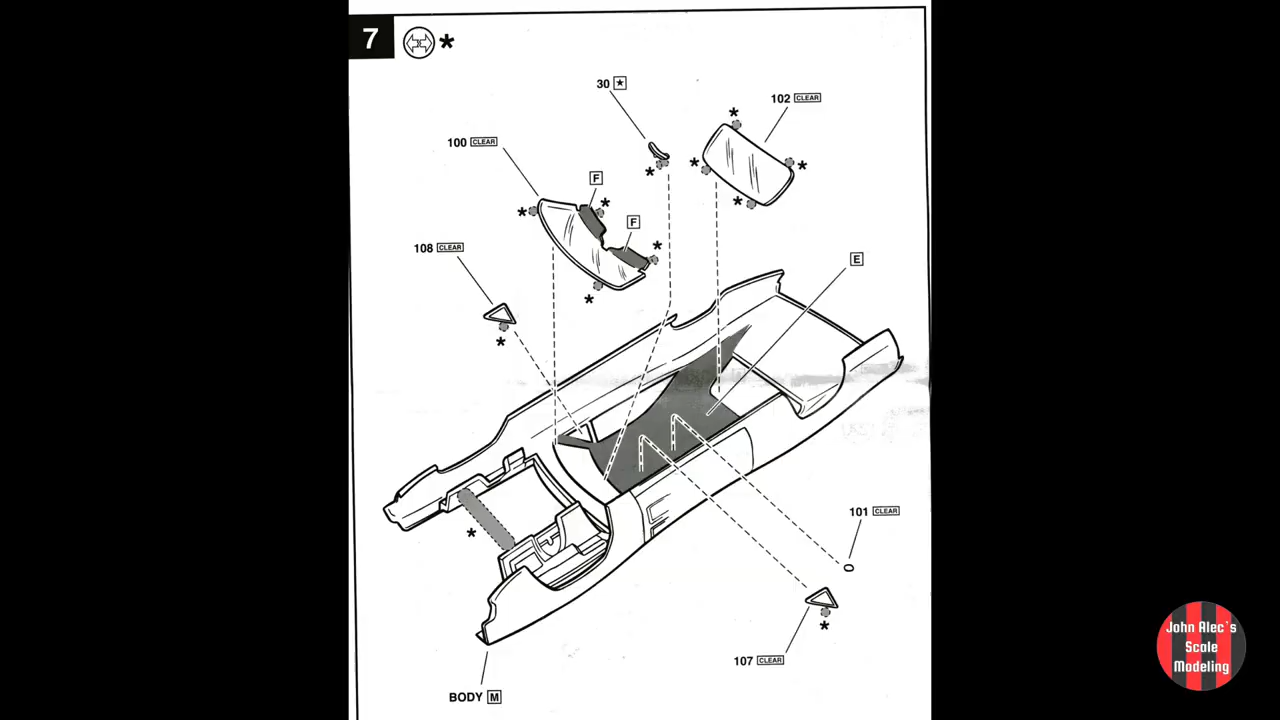 7 *
30 ★
102 CLEAR
*
100 CLEAR
* *
*
F
*
*
*
F
108 CLEAR
*
E
*
*
101 CLEAR
*
*
107 CLEAR
BODY M
John Alec's
Scale
Modeling